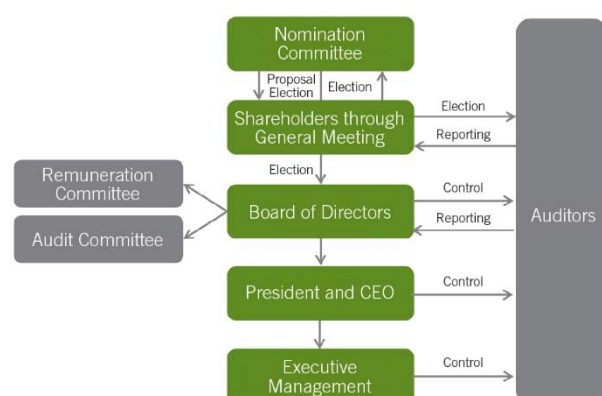 Nomination
Committee
Proposal
Election
Election
Shareholders through
General Meeting
Election
Reporting
Election
Remuneration
Committee
Audit Committee
Board of Directors
Control
Reporting
Auditors
President and CEO
Control
Executive
Management
Control